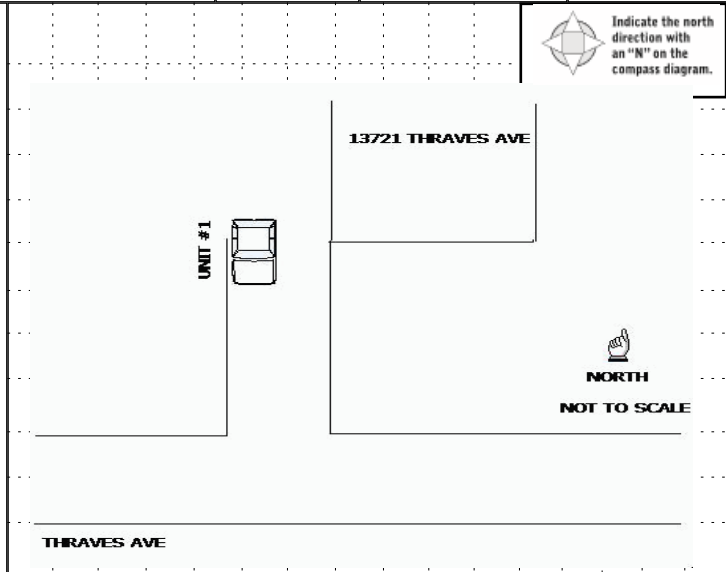 Indicate the north
direction with
an “N” on the
compass diagram.
13721 THRAVES AVE
UNIT #1
NORTH
NOT TO SCALE
THRAVES AVE